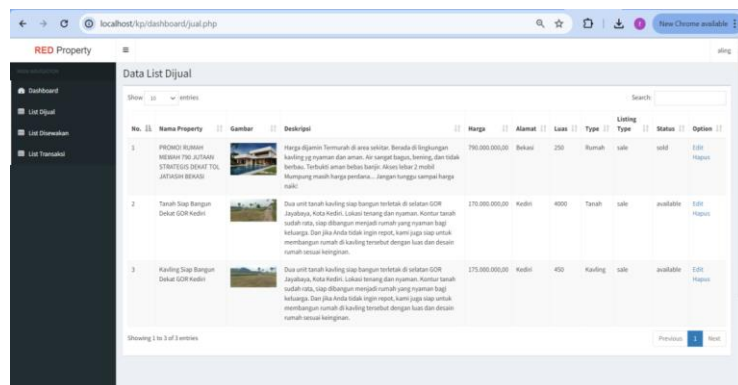 localhost/kp/dashboard/jual.php
New Chrome available
RED Property
aling
MAIN NAVIGATION
Dashboard
List Dijual
List Disewakan
List Transaksi
Data List Dijual
Show 10 entries
Search:
No. Nama Property Gambar Deskripsi Harga Alamat Luas Type Listing Type Status Option
1 PROMO! RUMAH MEWAH 790 JUTAAN STRATEGIS DEKAT TOL JATIASIH BEKASI
Harga dijamin Termurah di area sekitar. Berada di lingkungan
kavling yg nyaman dan aman. Air sangat bagus, bening, dan tidak
berbau. Terbukti aman bebas banjir. Akses lebar 2 mobil
Mumpung masih harga perdana... Jangan tunggu sampai harga
naik!
790.000.000,00 Bekasi 250 Rumah sale sold Edit Hapus
2 Tanah Siap Bangun Dekat GOR Kediri
Dua unit tanah kavling siap bangun terletak di selatan GOR
Jayabaya, Kota Kediri. Lokasi tenang dan nyaman. Kontur tanah
sudah rata, siap dibangun menjadi rumah yang nyaman bagi
keluarga. Dan jika Anda tidak ingin repot, kami juga siap untuk
membangun rumah di kavling tersebut dengan luas dan desain
rumah sesuai keinginan.
170.000.000,00 Kediri 4000 Tanah sale available Edit Hapus
3 Kavling Siap Bangun Dekat GOR Kediri
Dua unit tanah kavling siap bangun terletak di selatan GOR
Jayabaya, Kota Kediri. Lokasi tenang dan nyaman. Kontur tanah
sudah rata, siap dibangun menjadi rumah yang nyaman bagi
keluarga. Dan jika Anda tidak ingin repot, kami juga siap untuk
membangun rumah di kavling tersebut dengan luas dan desain
rumah sesuai keinginan.
175.000.000,00 Kediri 450 Kavling sale available Edit Hapus
Showing 1 to 3 of 3 entries
Previous 1 Next